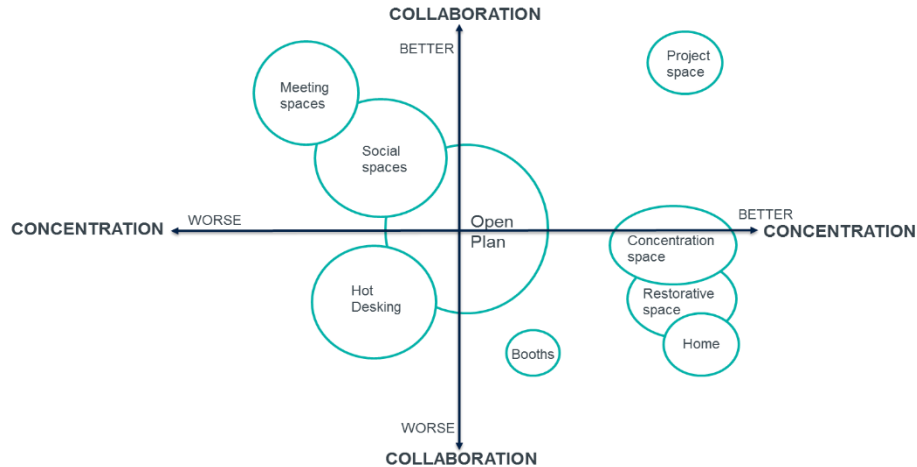 COLLABORATION
BETTER
Project
space
Meeting
spaces
Social
spaces
WORSE
Open
Plan
BETTER
CONCENTRATION
CONCENTRATION
Concentration
space
Hot
Desking
Restorative
space
Booths
Home
WORSE
COLLABORATION